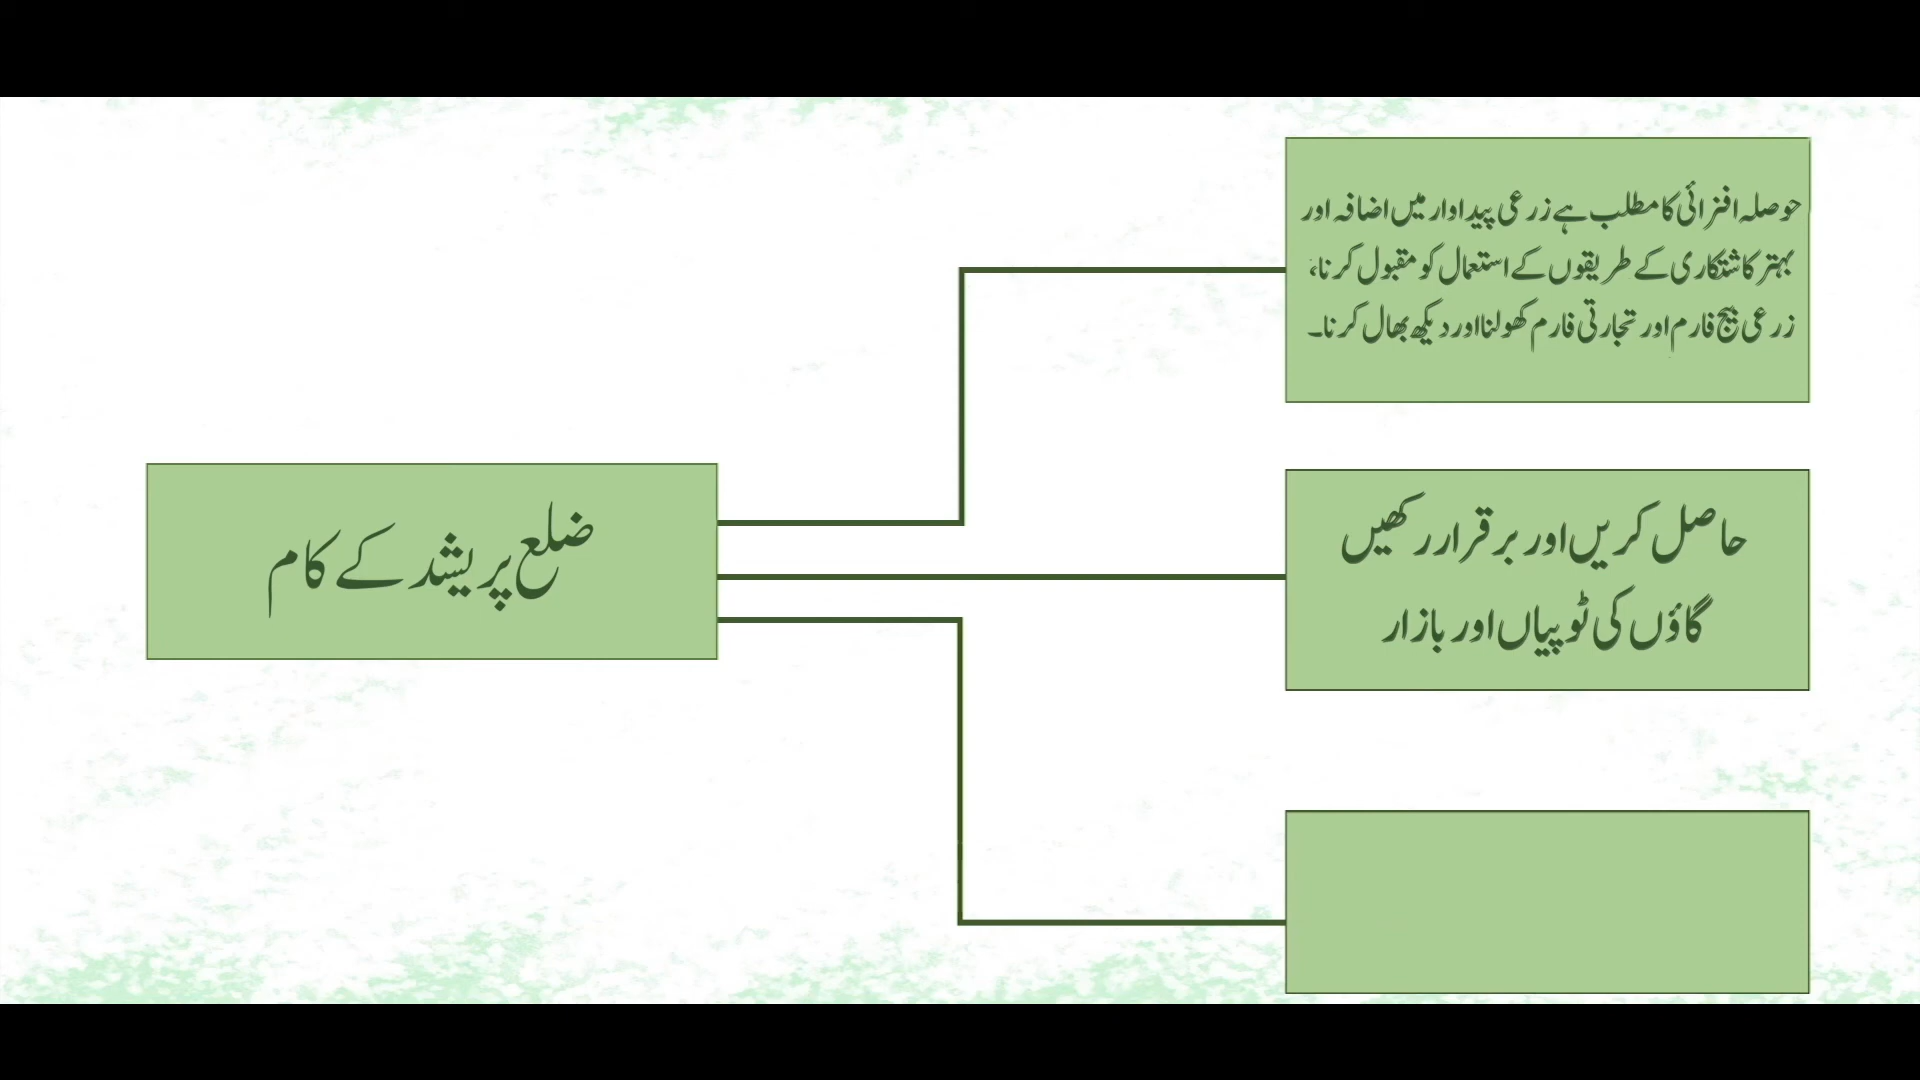 ضلع پریشد کے کام
حوصلہ افزائی کا مطلب ہے زرعی پیداوار میں اضافہ اور
بہتر کاشتکاری کے طریقوں کے استعمال کو مقبول کرنا،
زرعی بیج فارم اور تجارتی فارم کھولنا اور دیکھ بھال کرنا۔
حاصل کریں اور برقرار رکھیں
گاؤں کی ٹوپیاں اور بازار